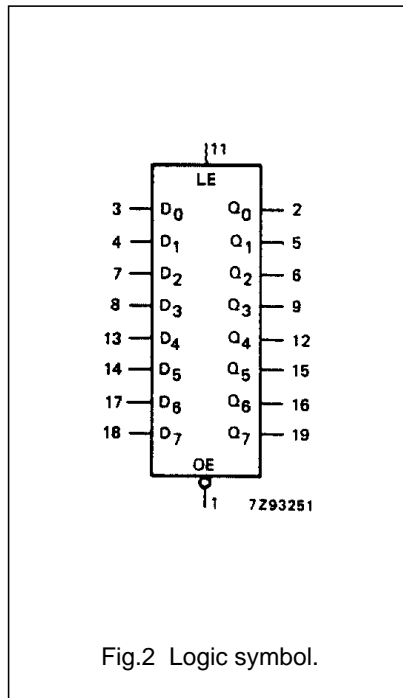 11
LE
3 D0 Q0 2
4 D1 Q1 5
7 D2 Q2 6
8 D3 Q3 9
13 D4 Q4 12
14 D5 Q5 15
17 D6 Q6 16
18 D7 Q7 19
OE
1 7Z93251
Fig.2 Logic symbol.